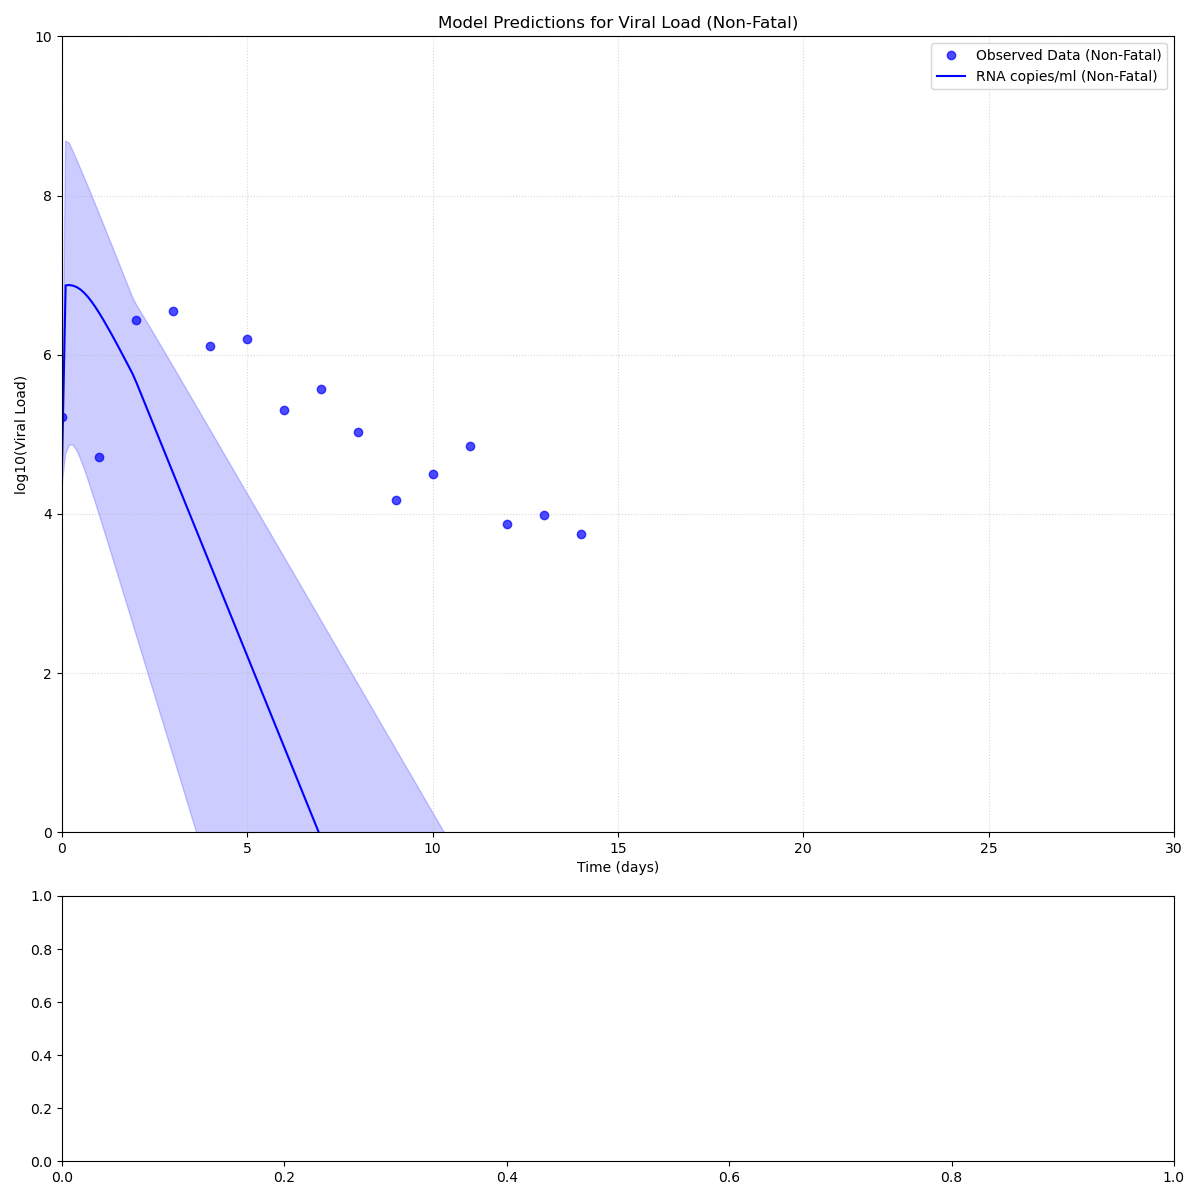 Model Predictions for Viral Load (Non-Fatal)
Observed Data (Non-Fatal)
RNA copies/ml (Non-Fatal)
10
8
6
4
2
0
log10(Viral Load)
0 5 10 15 20 25 30
Time (days)
1.0
0.8
0.6
0.4
0.2
0.0
0.0 0.2 0.4 0.6 0.8 1.0